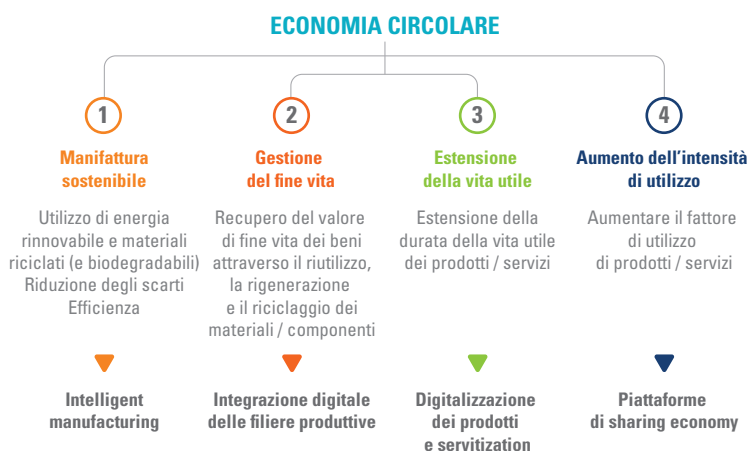 ECONOMIA CIRCOLARE
1
Manifattura
sostenibile
Utilizzo di energia
rinnovabile e materiali
riciclati (e biodegradabili)
Riduzione degli scarti
Efficienza
Intelligent
manufacturing
2
Gestione
del fine vita
Recupero del valore
di fine vita dei beni
attraverso il riutilizzo,
la rigenerazione
e il riciclaggio dei
materiali / componenti
Integrazione digitale
delle filiere produttive
3
Estensione
della vita utile
Estensione della
durata della vita utile
dei prodotti / servizi
Digitalizzazione
dei prodotti
e servitization
4
Aumento dell'intensità
di utilizzo
Aumentare il fattore
di utilizzo
di prodotti / servizi
Piattaforme
di sharing economy